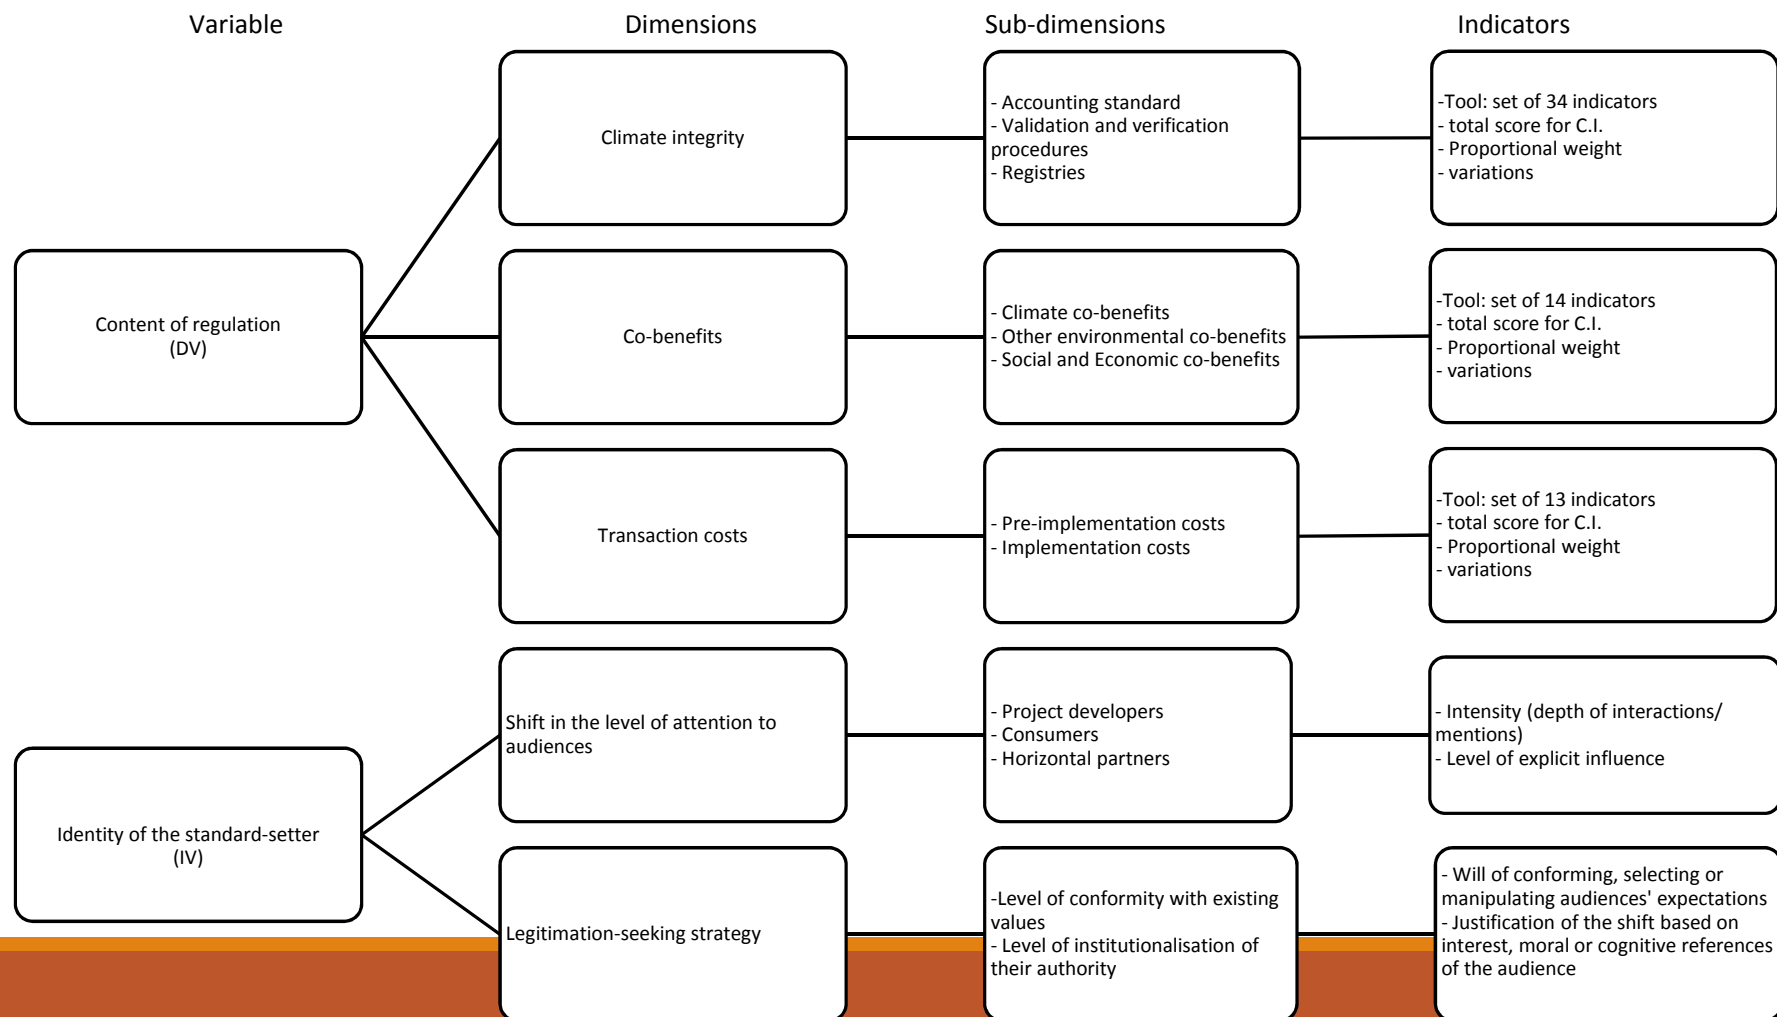 Variable
Dimensions
Sub-dimensions
Indicators
Content of regulation
(DV)
Climate integrity
- Accounting standard
- Validation and verification
procedures
- Registries
-Tool: set of 34 indicators
- total score for C.I.
- Proportional weight
- variations
Co-benefits
- Climate co-benefits
- Other environmental co-benefits
- Social and Economic co-benefits
-Tool: set of 14 indicators
- total score for C.I.
- Proportional weight
- variations
Transaction costs
- Pre-implementation costs
- Implementation costs
-Tool: set of 13 indicators
- total score for C.I.
- Proportional weight
- variations
Identity of the standard-setter
(IV)
Shift in the level of attention to
audiences
- Project developers
- Consumers
- Horizontal partners
- Intensity (depth of interactions/
mentions)
- Level of explicit influence
Legitimation-seeking strategy
-Level of conformity with existing
values
- Level of institutionalisation of
their authority
- Will of conforming, selecting or
manipulating audiences' expectations
- Justification of the shift based on
interest, moral or cognitive references
of the audience